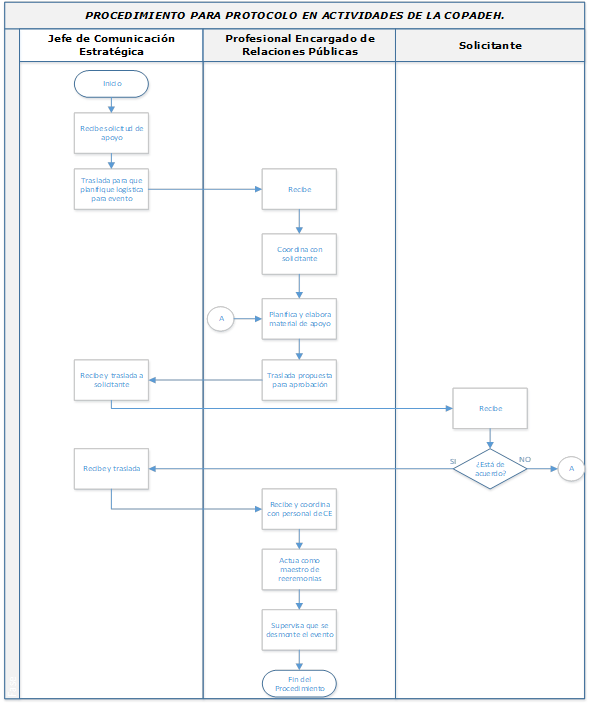 PROCEDIMIENTO PARA PROTOCOLO EN ACTIVIDADES DE LA COPADEH.
Jefe de Comunicación
Estratégica
Profesional Encargado de
Relaciones Públicas
Solicitante
Inicio
Recibe solicitud de
apoyo
Traslada para que
planifique logística
para evento
Recibe
Coordina con
solicitante
A
Planifica y elabora
material de apoyo
Recibe y traslada a
solicitante
Traslada propuesta
para aprobación
Recibe
Recibe y traslada
SI
¿Está de
acuerdo?
NO
A
Recibe y coordina
con personal de CE
Actua como
maestro de
reeremonías
Supervisa que se
desmonte el evento
Fin del
Procedimiento